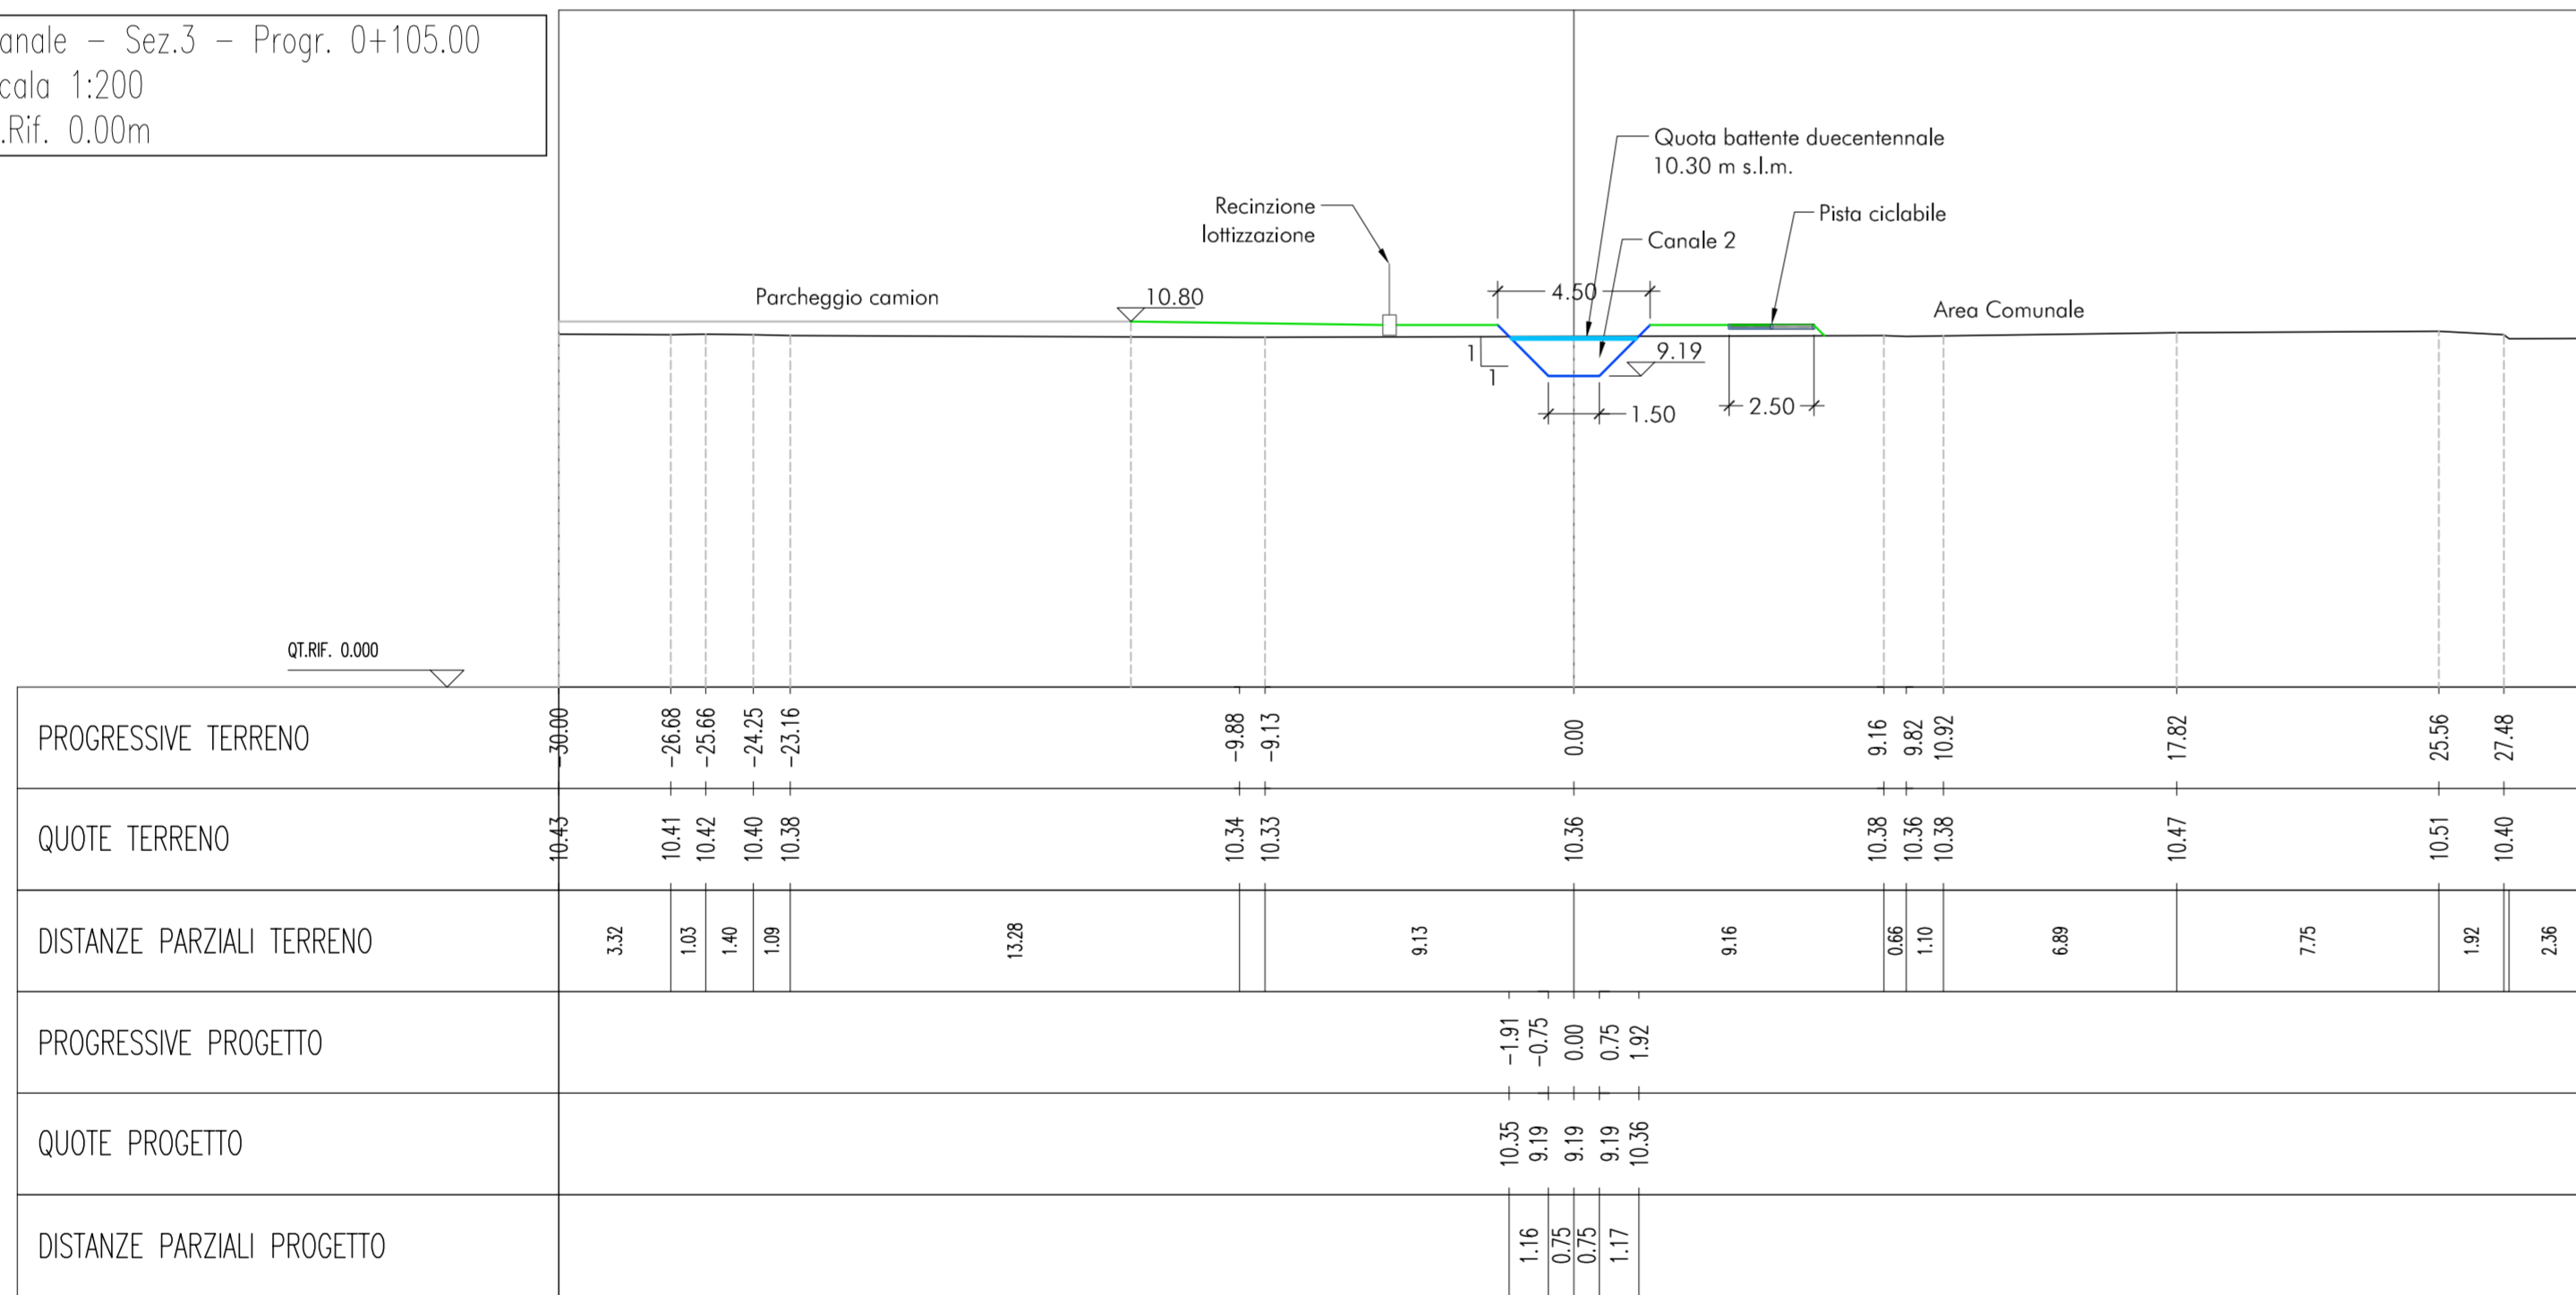 anale – Sez.3 – Progr. 0+105.00
cala 1:200
.Rif. 0.00m
Quota battente duecentennale
10.30 m s.l.m.
Recinzione
lottizzazione
Pista ciclabile
Canale 2
Parcheggio camion
10.80
4.50
Area Comunale
1
1
9.19
1.50
2.50
QT.RIF. 0.000
PROGRESSIVE TERRENO
-30.00 -26.68 -25.66 -24.25 -23.16 -9.88 -9.13 0.00 9.16 9.82 10.92 17.82 25.56 27.48
QUOTE TERRENO
10.43 10.41 10.42 10.40 10.38 10.34 10.33 10.36 10.38 10.36 10.38 10.47 10.51 10.40
DISTANZE PARZIALI TERRENO
3.32 1.03 1.40 1.09 13.28 9.13 9.16 0.66 1.10 6.89 7.75 1.92 2.36
PROGRESSIVE PROGETTO
-1.91 -0.75 0.00 0.75 1.92
QUOTE PROGETTO
10.35 9.19 9.19 9.19 10.36
DISTANZE PARZIALI PROGETTO
1.16 0.75 0.75 1.17